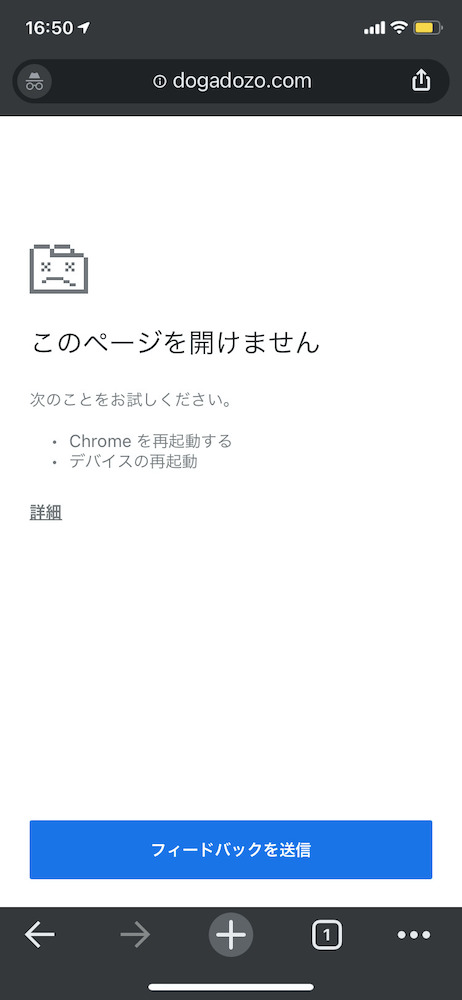 16:50
dogadozo.com
このページを開けません
次のことをお試しください。
• Chrome を再起動する
• デバイスの再起動
詳細
フィードバックを送信
1